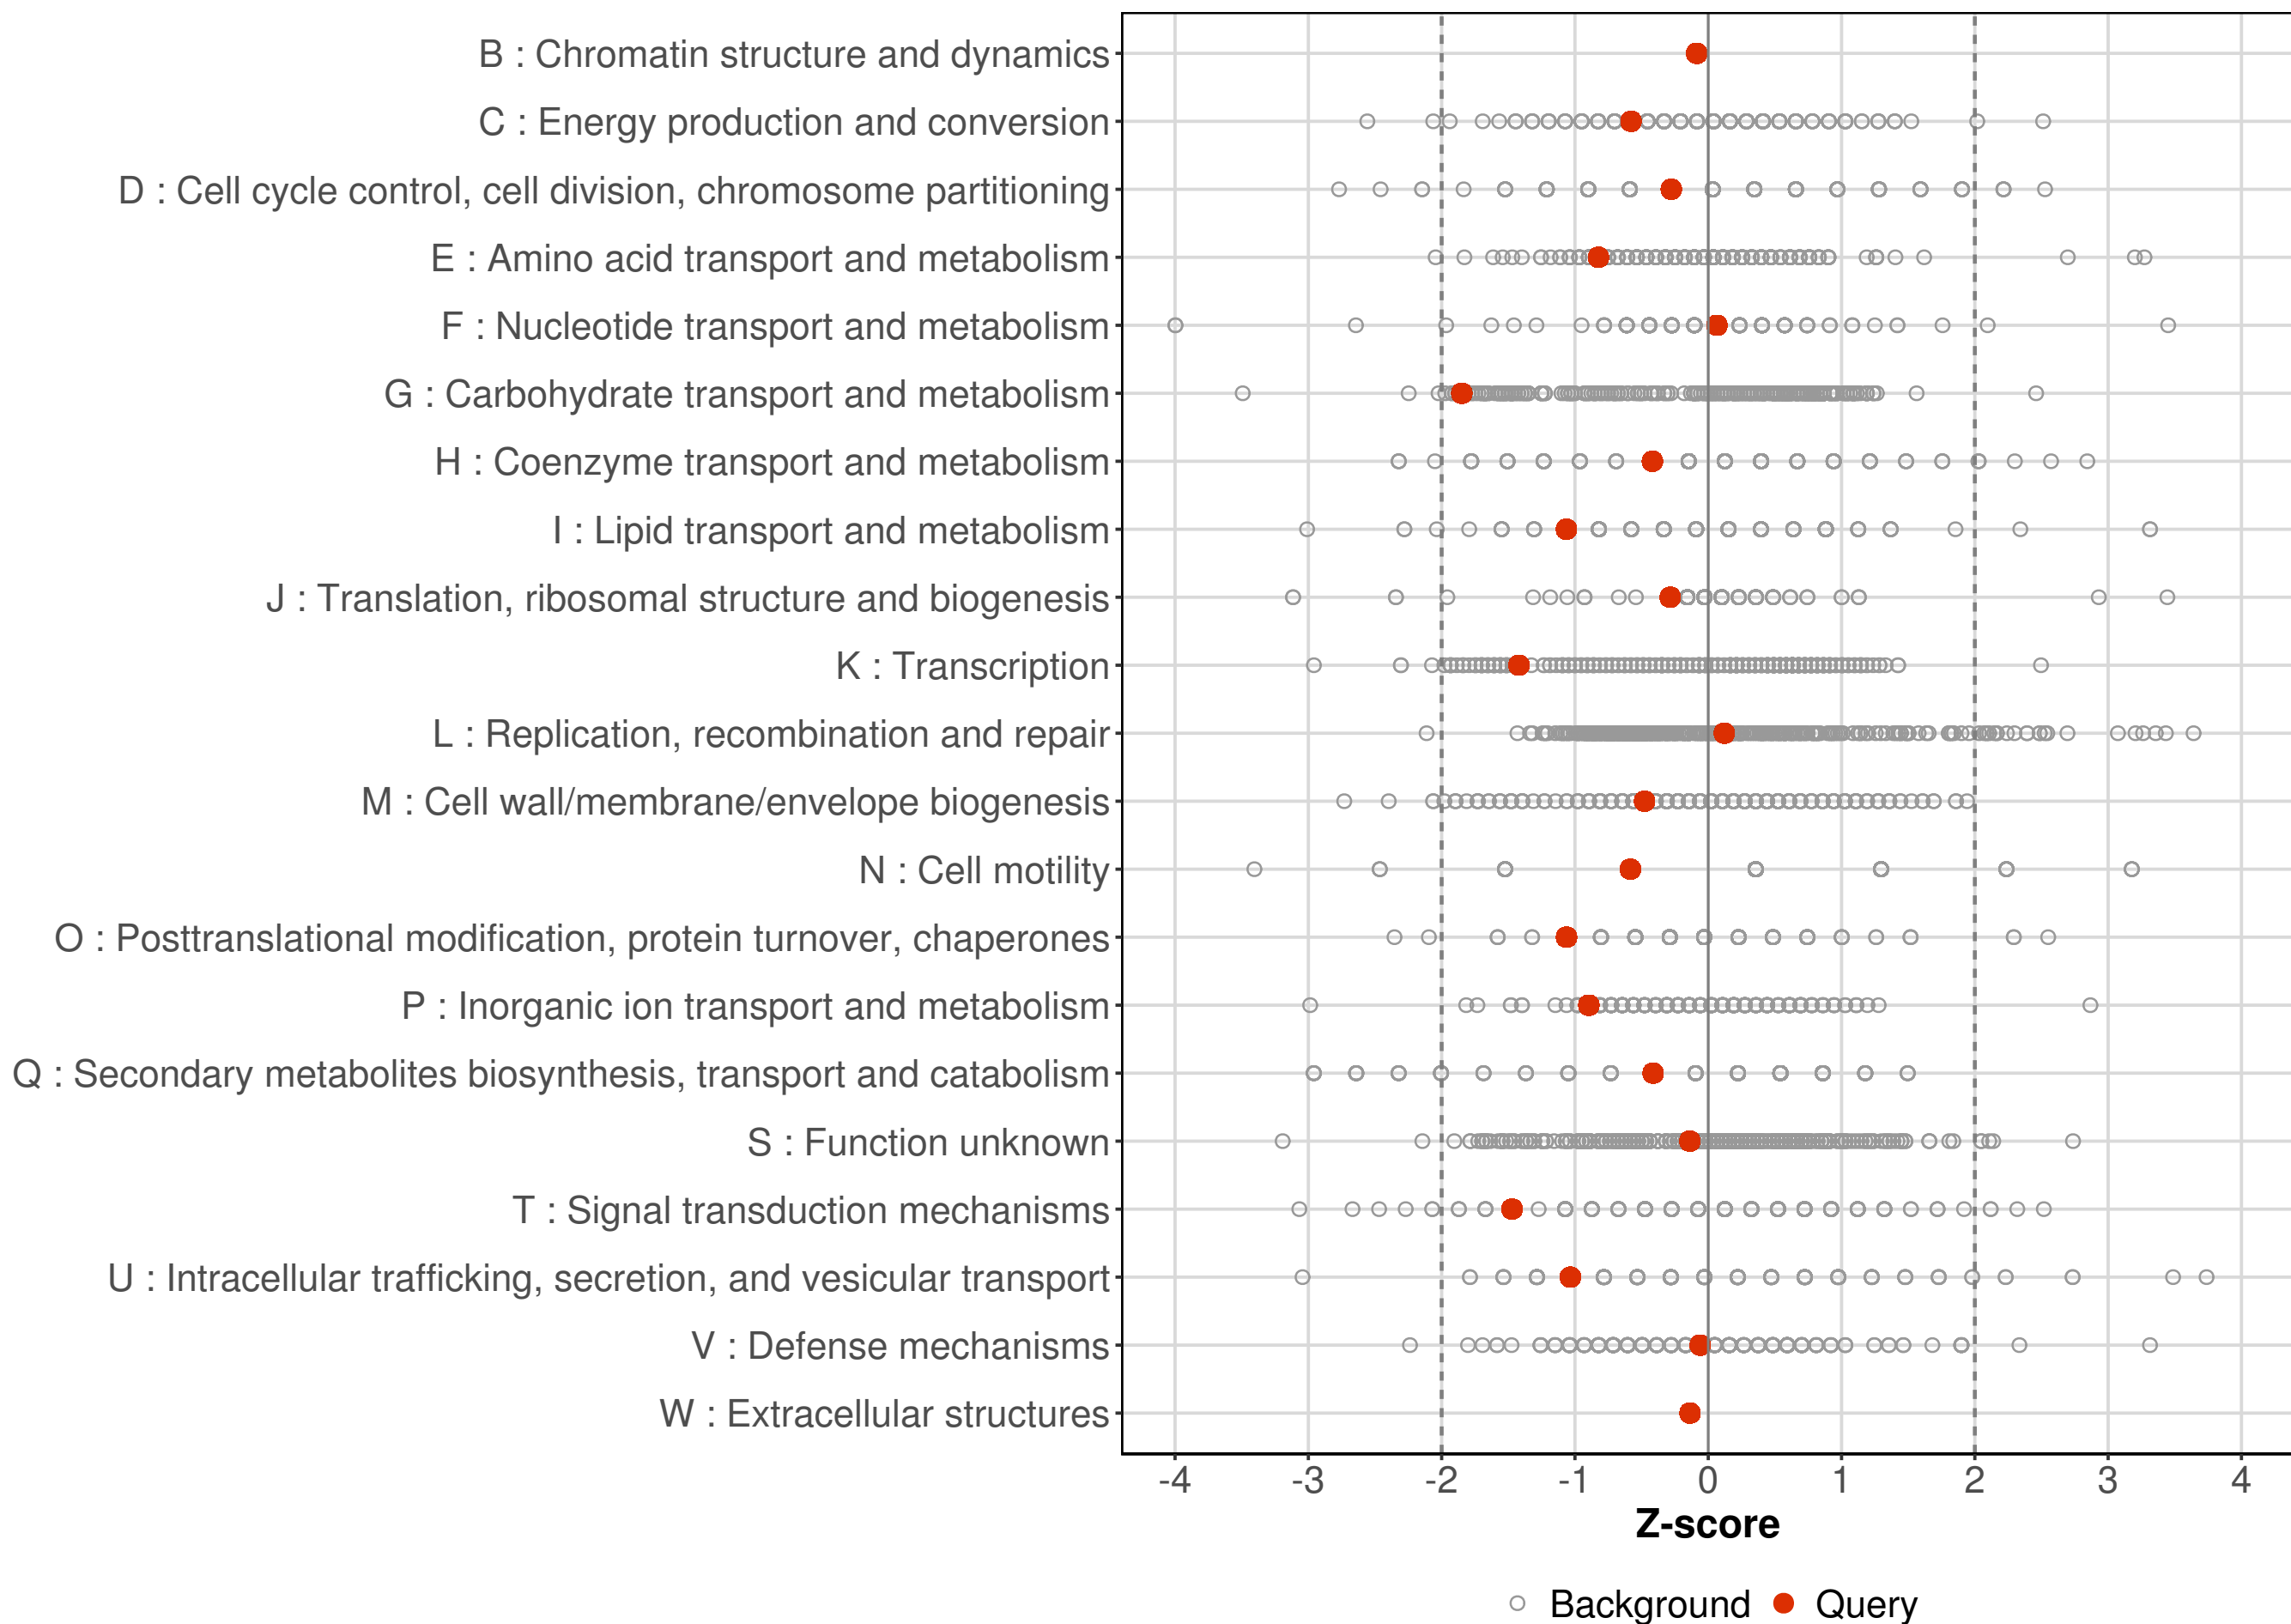 B : Chromatin structure and dynamics
C : Energy production and conversion
D : Cell cycle control, cell division, chromosome partitioning
E : Amino acid transport and metabolism
F : Nucleotide transport and metabolism
G : Carbohydrate transport and metabolism
H : Coenzyme transport and metabolism
I : Lipid transport and metabolism
J : Translation, ribosomal structure and biogenesis
K : Transcription
L : Replication, recombination and repair
M : Cell wall/membrane/envelope biogenesis
N : Cell motility
O : Posttranslational modification, protein turnover, chaperones
P : Inorganic ion transport and metabolism
Q : Secondary metabolites biosynthesis, transport and catabolism
S : Function unknown
T : Signal transduction mechanisms
U : Intracellular trafficking, secretion, and vesicular transport
V : Defense mechanisms
W : Extracellular structures
-4 -3 -2 -1 0 1 2 3 4
Z-score
Background Query